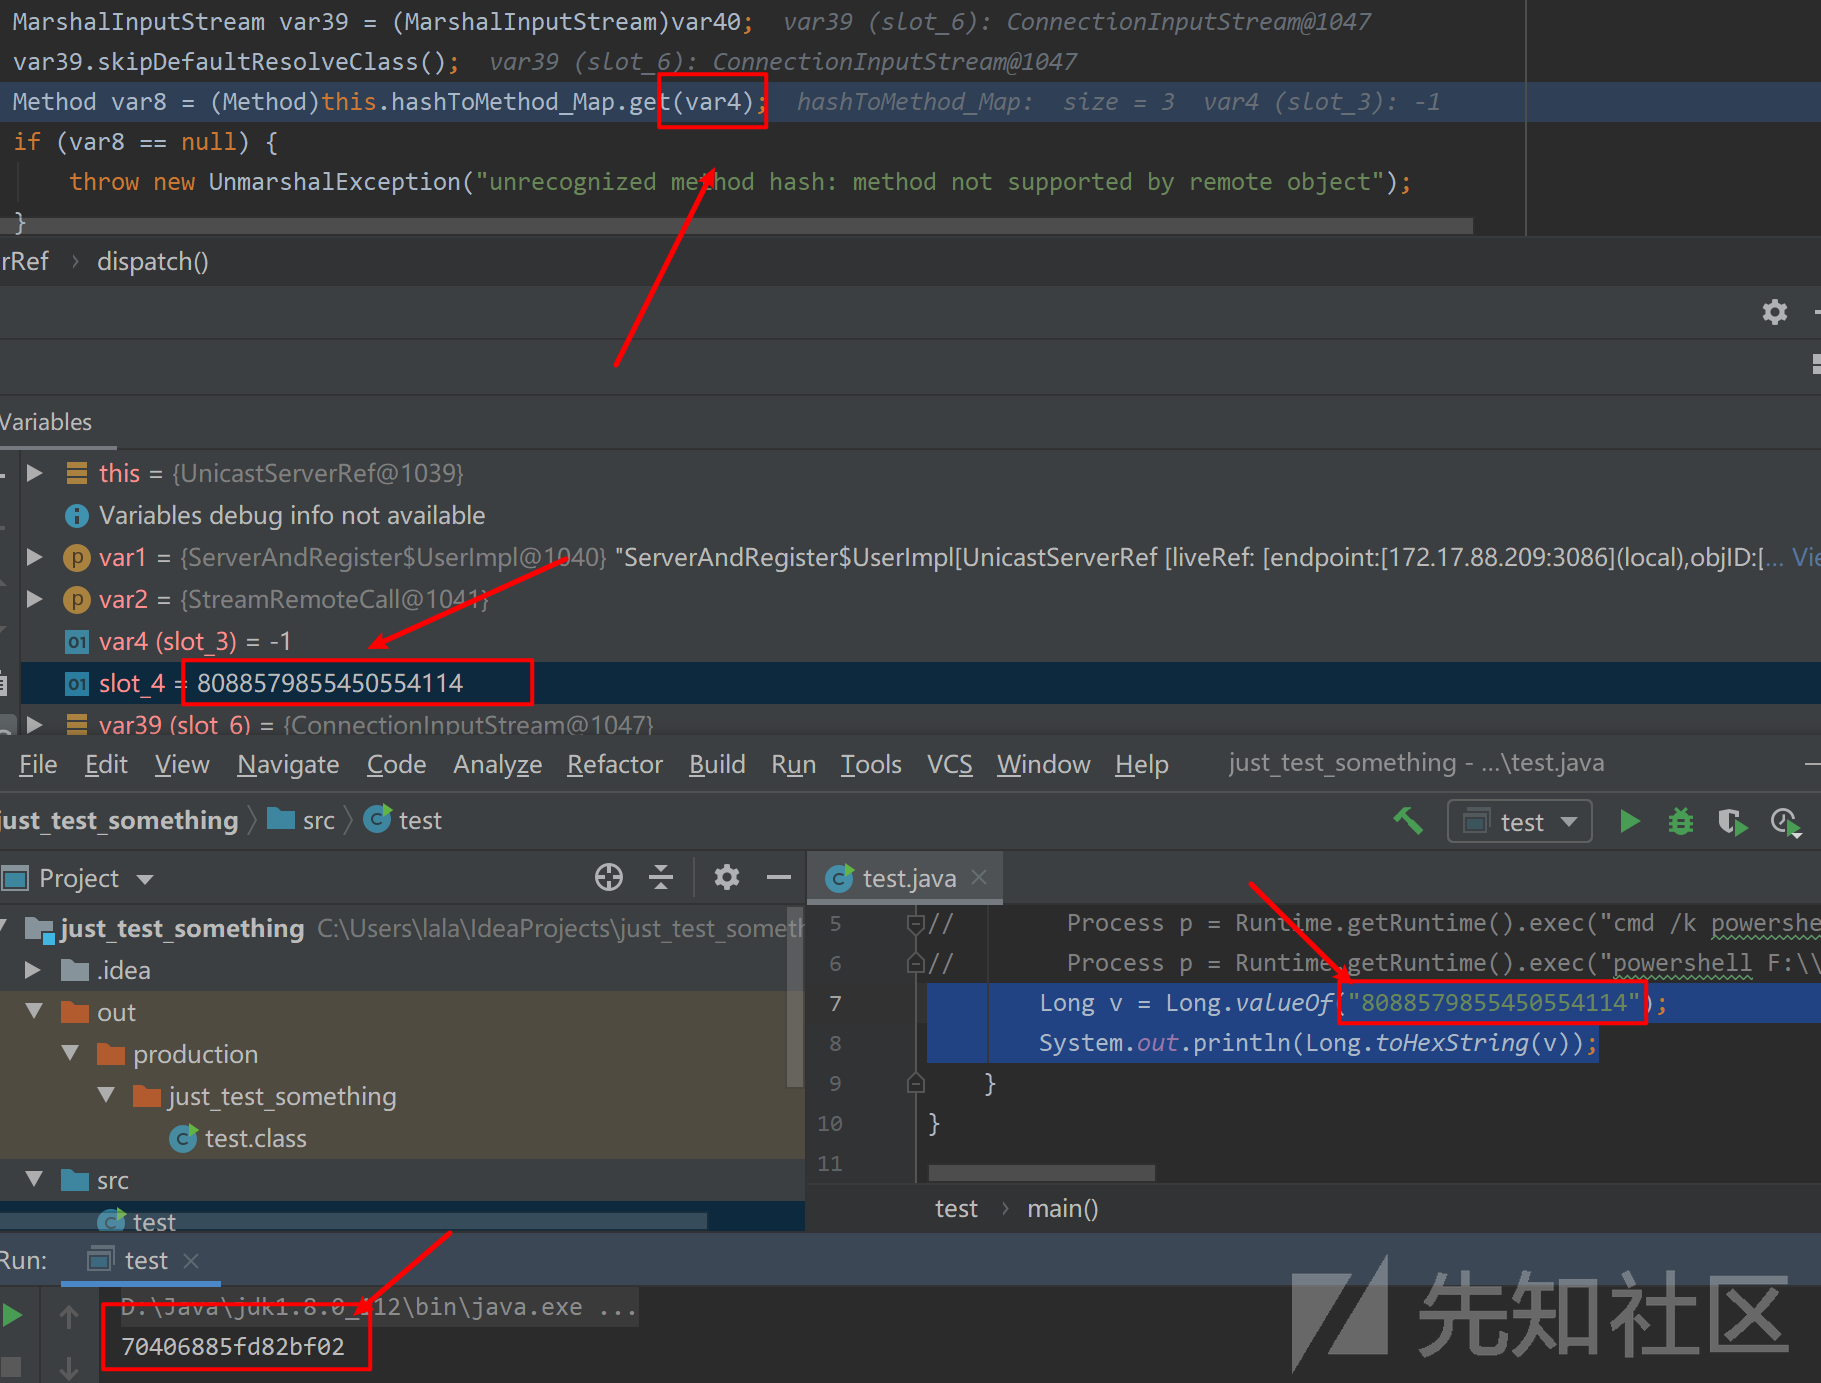 MarshalInputStream var39 = (MarshalInputStream)var40;  var39 (slot_6): ConnectionInputStream@1047
var39.skipDefaultResolveClass();  var39 (slot_6): ConnectionInputStream@1047
Method var8 = (Method)this.hashToMethod_Map.get(var4);  hashToMethod_Map:  size = 3  var4 (slot_3): -1
if (var8 == null) {
throw new UnmarshalException("unrecognized method hash: method not supported by remote object");
}
rRef › dispatch()
Variables
this = {UnicastServerRef@1039}
Variables debug info not available
var1 = {ServerAndRegister$UserImpl@1040} "ServerAndRegister$UserImpl[UnicastServerRef [liveRef: [endpoint:[172.17.88.209:3086](local),objID:[... Vie
var2 = {StreamRemoteCall@1041}
var4 (slot_3) = -1
slot_4 = 8088579855450554114
var39 (slot_6) = {ConnectionInputStream@1047}
File Edit View Navigate Code Analyze Refactor Build Run Tools VCS Window Help just_test_something - ...\test.java
just_test_something src test
test
Project
test.java
just_test_something C:\Users\lala\IdeaProjects\just_test_someth
.idea
out
production
just_test_something
test.class
src
test
5 // Process p = Runtime.getRuntime().exec("cmd /k powershe
6 // Process p = Runtime.getRuntime().exec("powershell F:\\
7 Long v = Long.valueOf("8088579855450554114");
8 System.out.println(Long.toHexString(v));
9 }
10 }
11
test › main()
Run: test
D:\Java\jdk1.8.0_112\bin\java.exe ...
70406885fd82bf02
先知社区